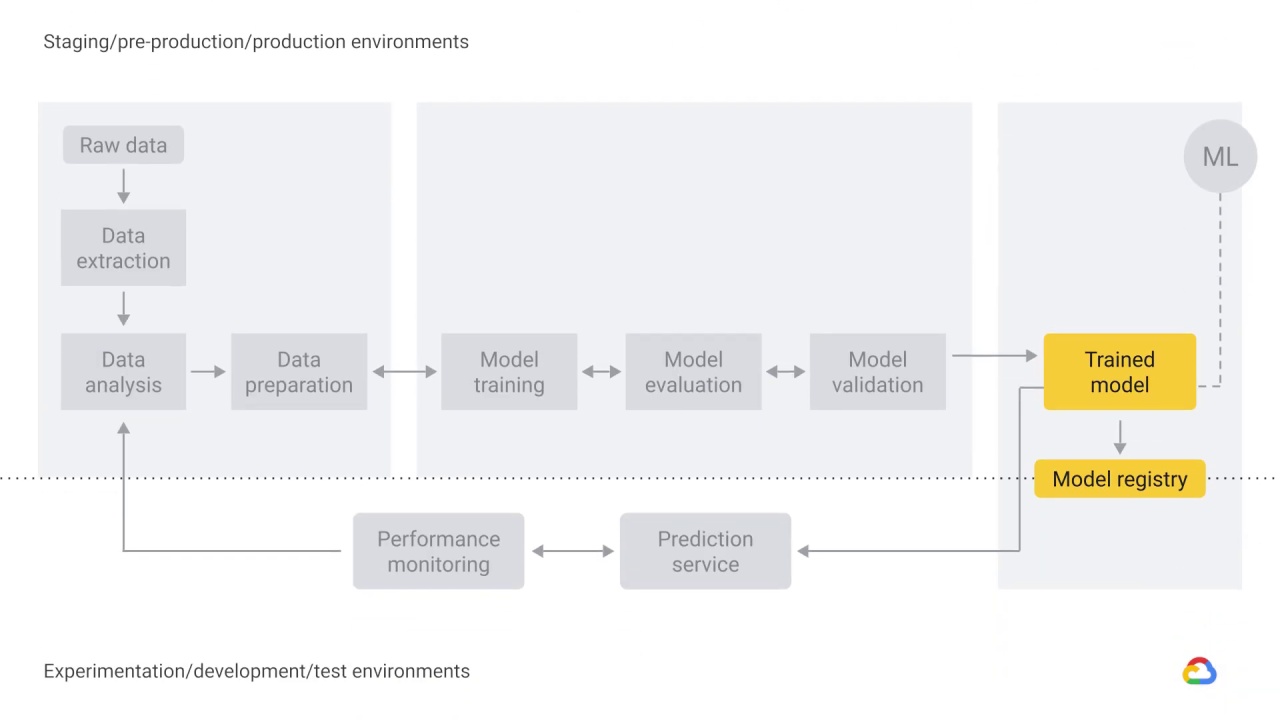 Staging/pre-production/production environments
Raw data
ML
Data
extraction
Data
analysis
Data
preparation
Model
training
Model
evaluation
Model
validation
Trained
model
Model registry
Performance
monitoring
Prediction
service
Experimentation/development/test environments